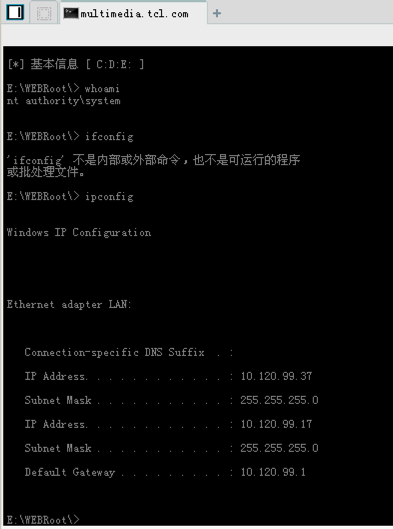 multimedia.tcl.com
[*] 基本信息 [ C:D:E: ]
E:\WEBRoot\> whoami
nt authority\system
E:\WEBRoot\> ifconfig
'ifconfig' 不是内部或外部命令，也不是可运行的程序
或批处理文件。
E:\WEBRoot\> ipconfig
Windows IP Configuration
Ethernet adapter LAN:
Connection-specific DNS Suffix  . :
IP Address. . . . . . . . . . . . : 10.120.99.37
Subnet Mask . . . . . . . . . . . : 255.255.255.0
IP Address. . . . . . . . . . . . : 10.120.99.17
Subnet Mask . . . . . . . . . . . : 255.255.255.0
Default Gateway . . . . . . . . . : 10.120.99.1
E:\WEBRoot\>